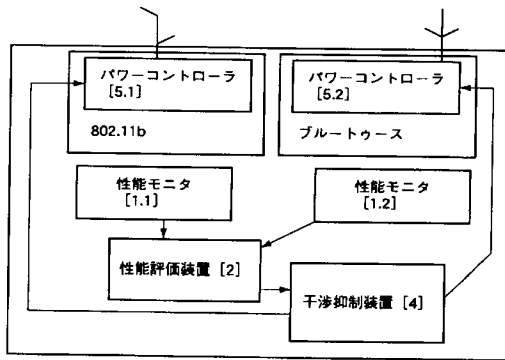 パワーコントローラ
[5.1]
802.11b
パワーコントローラ
[5.2]
ブルートゥース
性能モニタ
[1.1]
性能モニタ
[1.2]
性能評価装置 [2]
干渉抑制装置 [4]